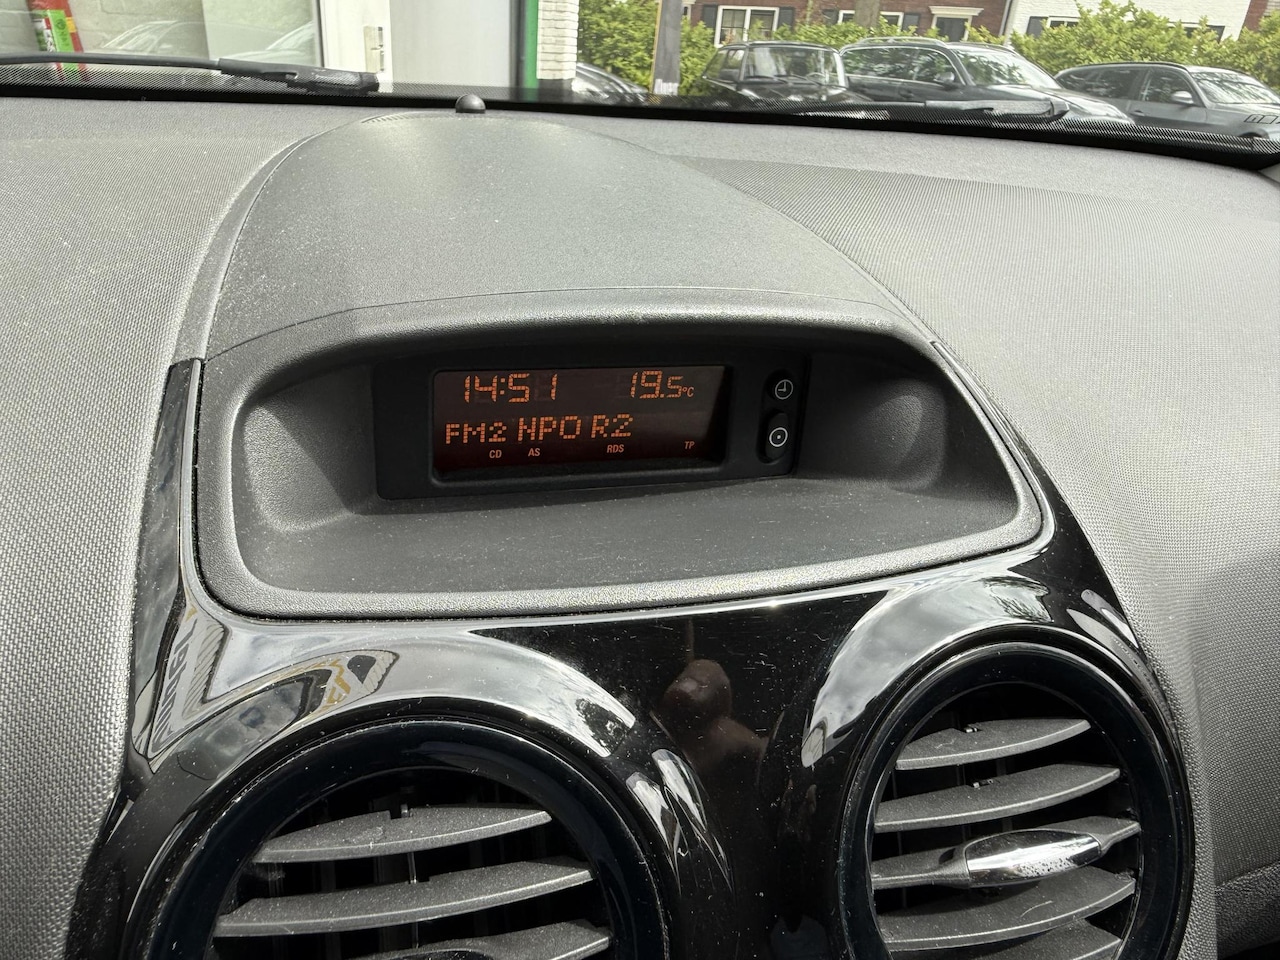 14:51 19.5°C
FM2 NPO R2
CD AS RDS TP